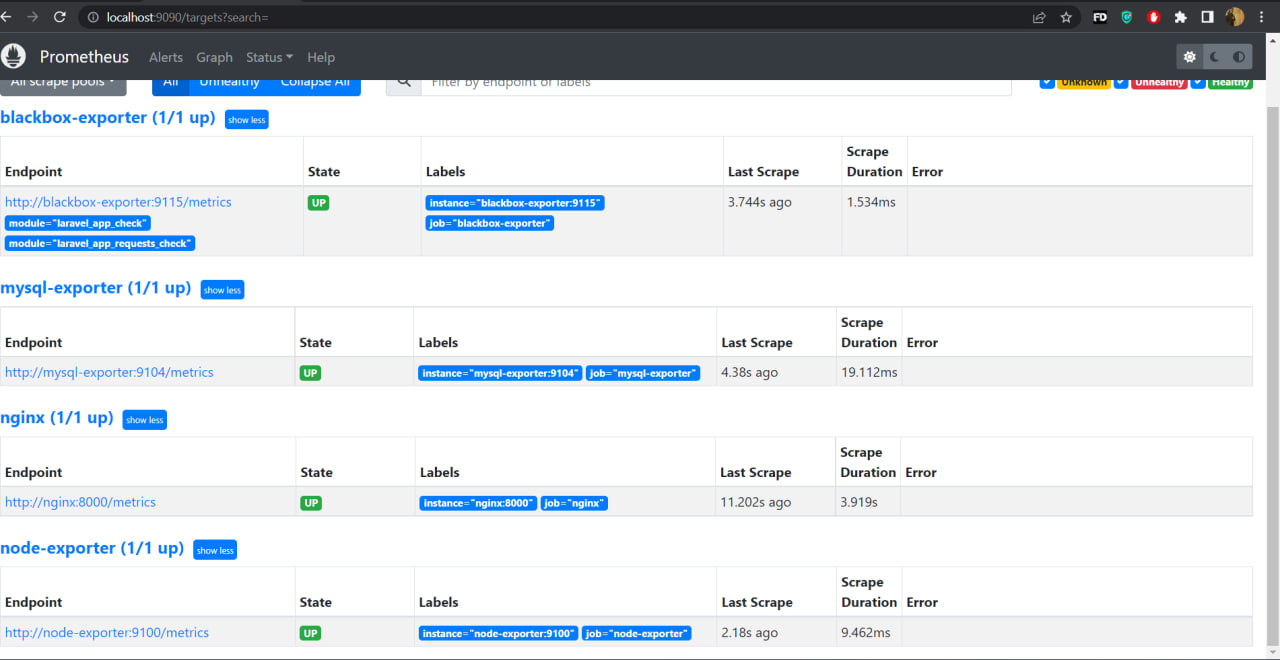 localhost:9090/targets?search=
FD
Prometheus Alerts Graph Status Help
All scrape pools All Unhealthy Collapse All Filter by endpoint or labels Unknown Unhealthy Healthy
blackbox-exporter (1/1 up) show less
Endpoint State Labels Last Scrape Scrape Duration Error
http://blackbox-exporter:9115/metrics UP instance="blackbox-exporter:9115" 3.744s ago 1.534ms
module="laravel_app_check" job="blackbox-exporter"
module="laravel_app_requests_check"
mysql-exporter (1/1 up) show less
Endpoint State Labels Last Scrape Scrape Duration Error
http://mysql-exporter:9104/metrics UP instance="mysql-exporter:9104" job="mysql-exporter" 4.38s ago 19.112ms
nginx (1/1 up) show less
Endpoint State Labels Last Scrape Scrape Duration Error
http://nginx:8000/metrics UP instance="nginx:8000" job="nginx" 11.202s ago 3.919s
node-exporter (1/1 up) show less
Endpoint State Labels Last Scrape Scrape Duration Error
http://node-exporter:9100/metrics UP instance="node-exporter:9100" job="node-exporter" 2.18s ago 9.462ms